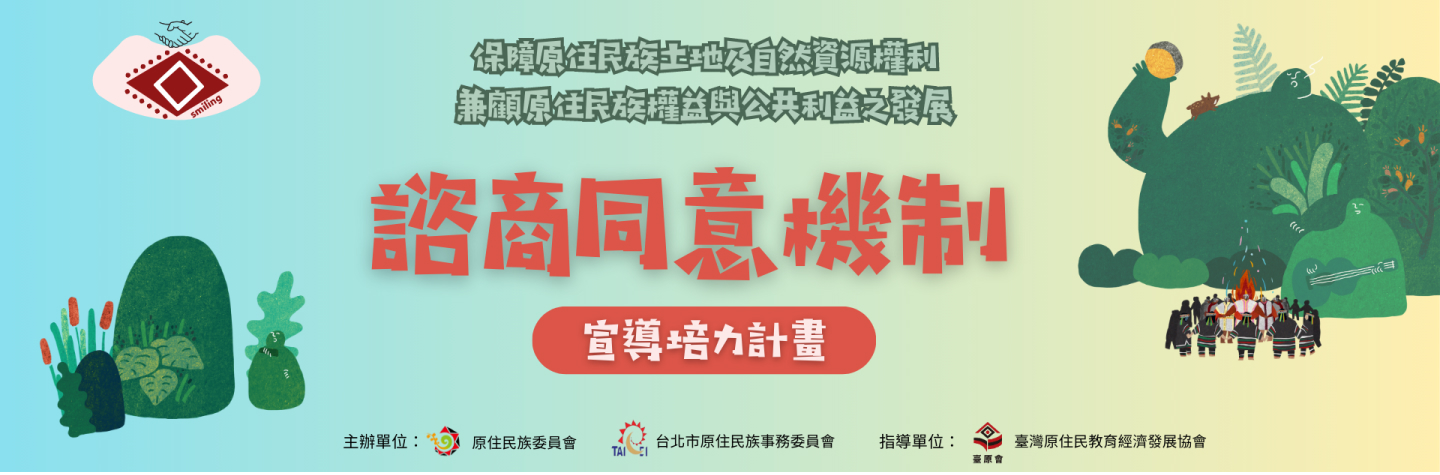 smiling
保障原住民族土地及自然資源權利
兼顧原住民族權益與公共利益之發展
諮商同意機制
宣導培力計畫
主辦單位： 原住民族委員會 TAIPEI 台北市原住民族事務委員會 指導單位： 臺原會 臺灣原住民教育經濟發展協會